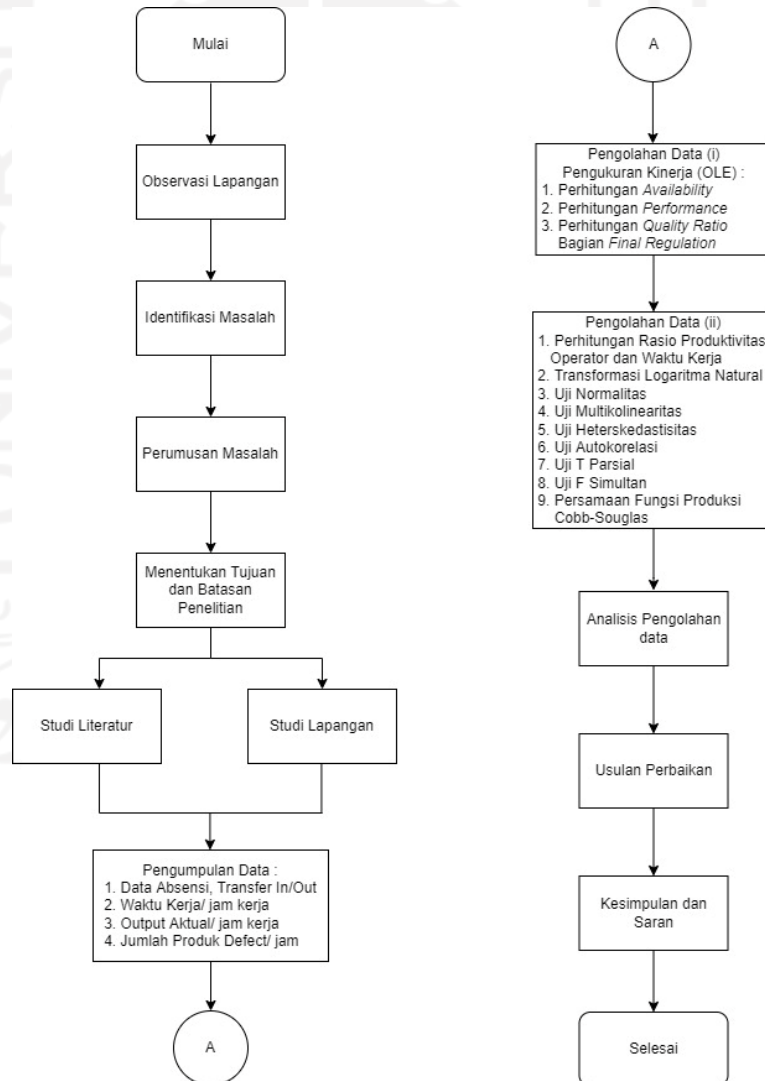 Mulai
Observasi Lapangan
Identifikasi Masalah
Perumusan Masalah
Menentukan Tujuan
dan Batasan
Penelitian
Studi Literatur
Studi Lapangan
Pengumpulan Data :
1. Data Absensi, Transfer In/Out
2. Waktu Kerja/ jam kerja
3. Output Aktual/ jam kerja
4. Jumlah Produk Defect/ jam
A
A
Pengolahan Data (i)
Pengukuran Kinerja (OLE) :
1. Perhitungan Availability
2. Perhitungan Performance
3. Perhitungan Quality Ratio
Bagian Final Regulation
Pengolahan Data (ii)
1. Perhitungan Rasio Produktivitas
Operator dan Waktu Kerja
2. Transformasi Logaritma Natural
3. Uji Normalitas
4. Uji Multikolinearitas
5. Uji Heterskedastisitas
6. Uji Autokorelasi
7. Uji T Parsial
8. Uji F Simultan
9. Persamaan Fungsi Produksi
Cobb-Souglas
Analisis Pengolahan
data
Usulan Perbaikan
Kesimpulan dan
Saran
Selesai